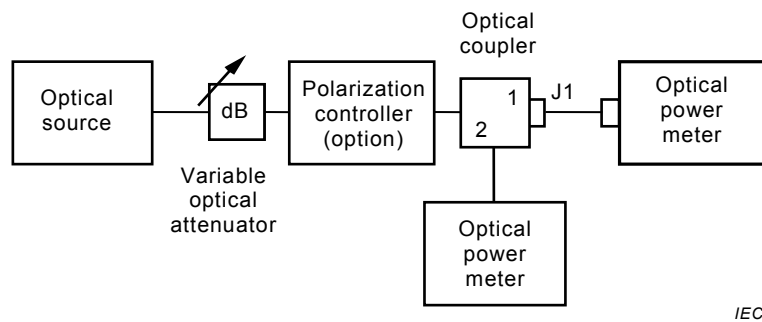 Optical
coupler
Optical
source
dB
Polarization
controller
(option)
1
2
J1
Optical
power
meter
Variable
optical
attenuator
Optical
power
meter
IEC